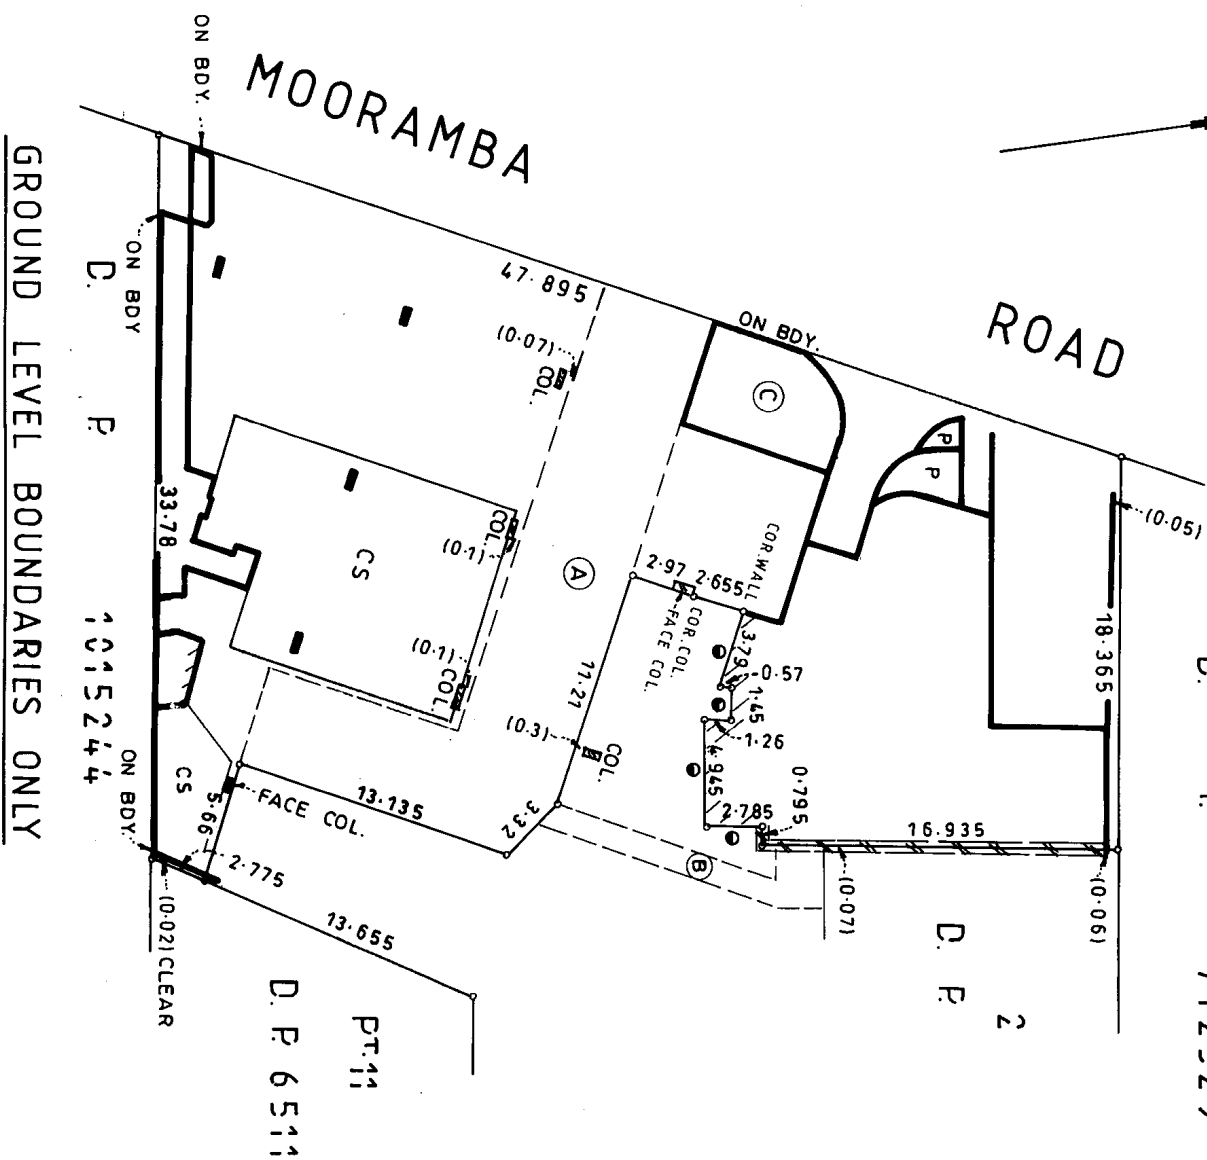 MOORAMBA
ROAD
ON BDY.
ON BDY
GROUND LEVEL BOUNDARIES ONLY
D. P.
1015244
47·895
(0·07)
COL.
ON BDY.
C
P
P
(0·05)
18·365
33·78
CS
COL.
(0·1)
A
2·97
2·655
COR.WALL
COR.COL.
FACE COL.
3·79
0·57
1·45
1·26
4·945
0·795
2·785
16·935
(0·07)
(0·06)
(0·1)
COL.
11·21
(0·3)
COL.
3·32
B
13·135
FACE COL.
CS
5·66
2·775
ON BDY.
(0·02) CLEAR
13·655
D. P. 6511
PT.11
D. P.
2